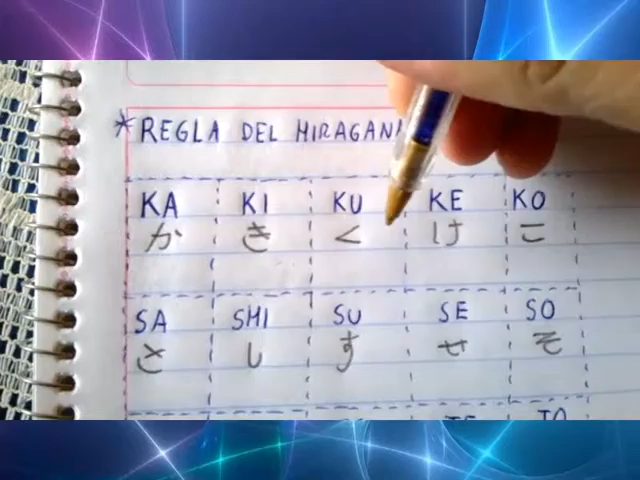 *REGLA DEL HIRAGANA
KA KI KU KE KO
か き く け こ
SA SHI SU SE SO
さ し す せ そ